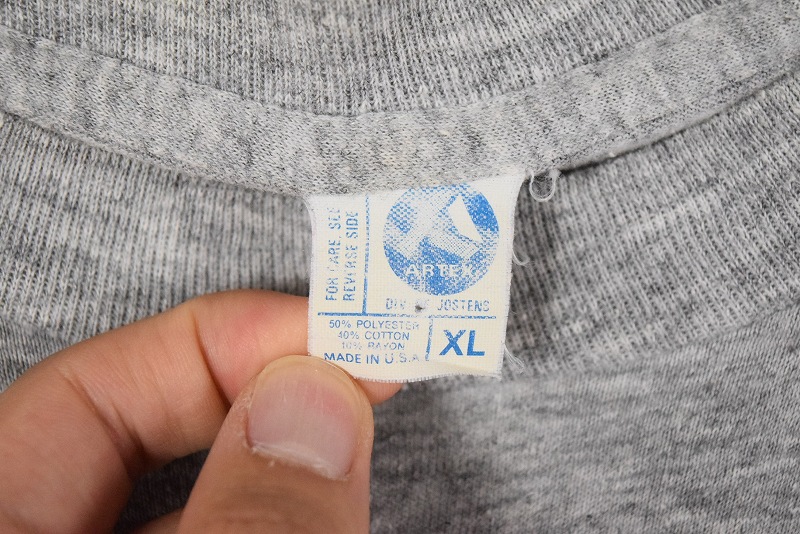 FOR CARE, SEE
REVERSE SIDE
ARTEX
DIV. OF JOSTENS
50% POLYESTER
40% COTTON
10% RAYON
MADE IN U.S.A.
XL